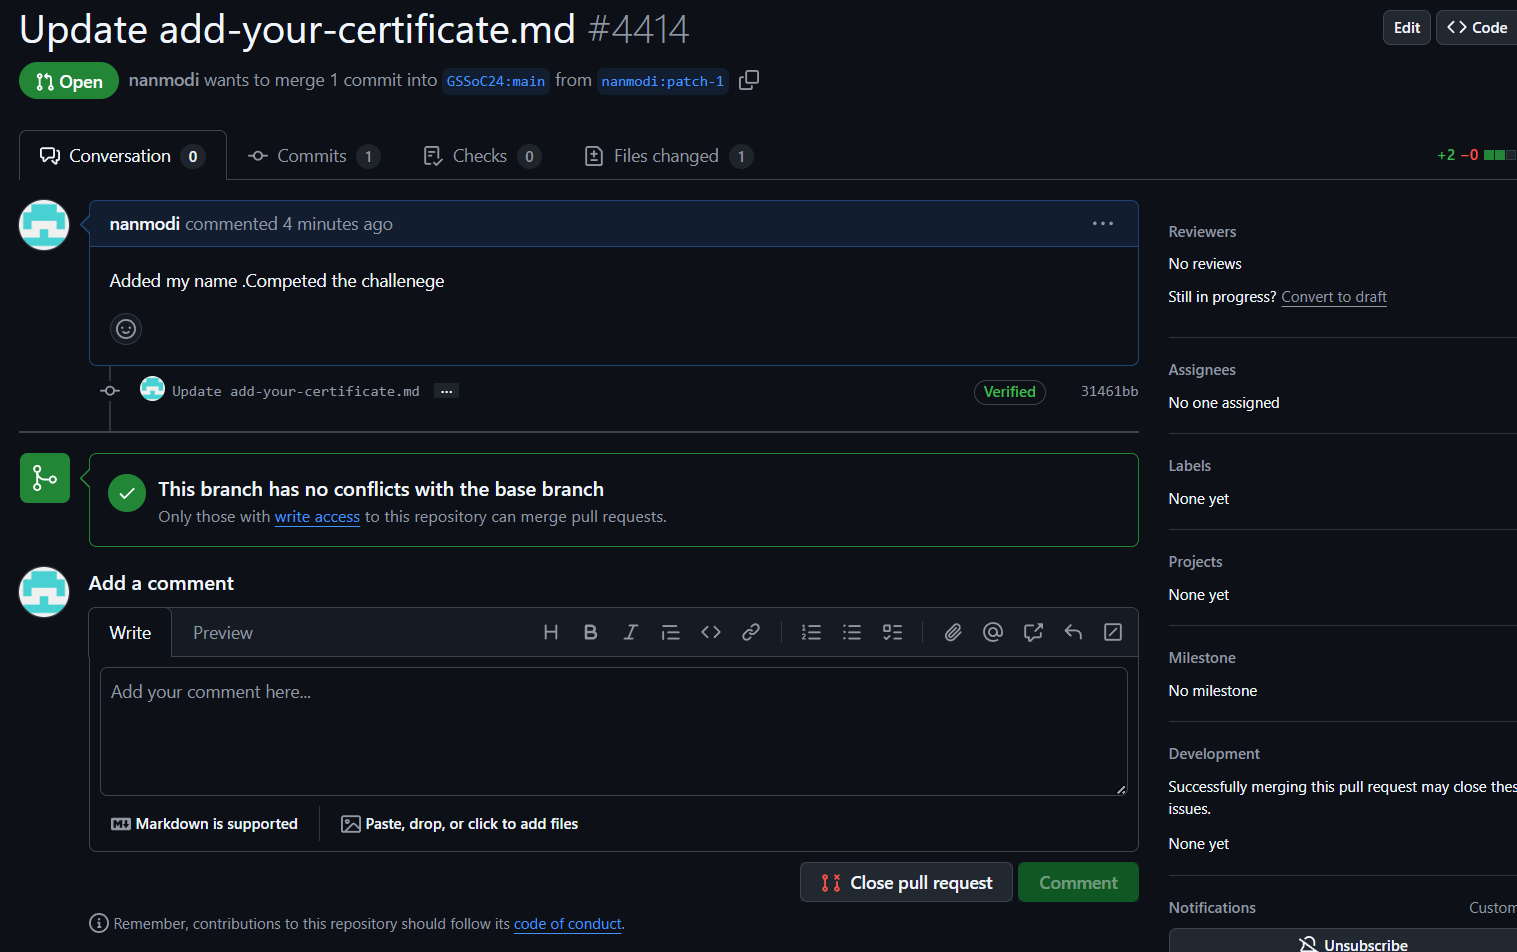 Update add-your-certificate.md #4414
Edit
Code
Open
nanmodi wants to merge 1 commit into GSSoC24:main from nanmodi:patch-1
Conversation 0
Commits 1
Checks 0
Files changed 1
+2 −0
nanmodi commented 4 minutes ago
Added my name .Competed the challenege
Update add-your-certificate.md
Verified
31461bb
This branch has no conflicts with the base branch
Only those with write access to this repository can merge pull requests.
Add a comment
Write
Preview
Add your comment here...
Markdown is supported
Paste, drop, or click to add files
Close pull request
Comment
Remember, contributions to this repository should follow its code of conduct.
Reviewers
No reviews
Still in progress? Convert to draft
Assignees
No one assigned
Labels
None yet
Projects
None yet
Milestone
No milestone
Development
Successfully merging this pull request may close thes
issues.
None yet
Notifications
Custom
Unsubscribe